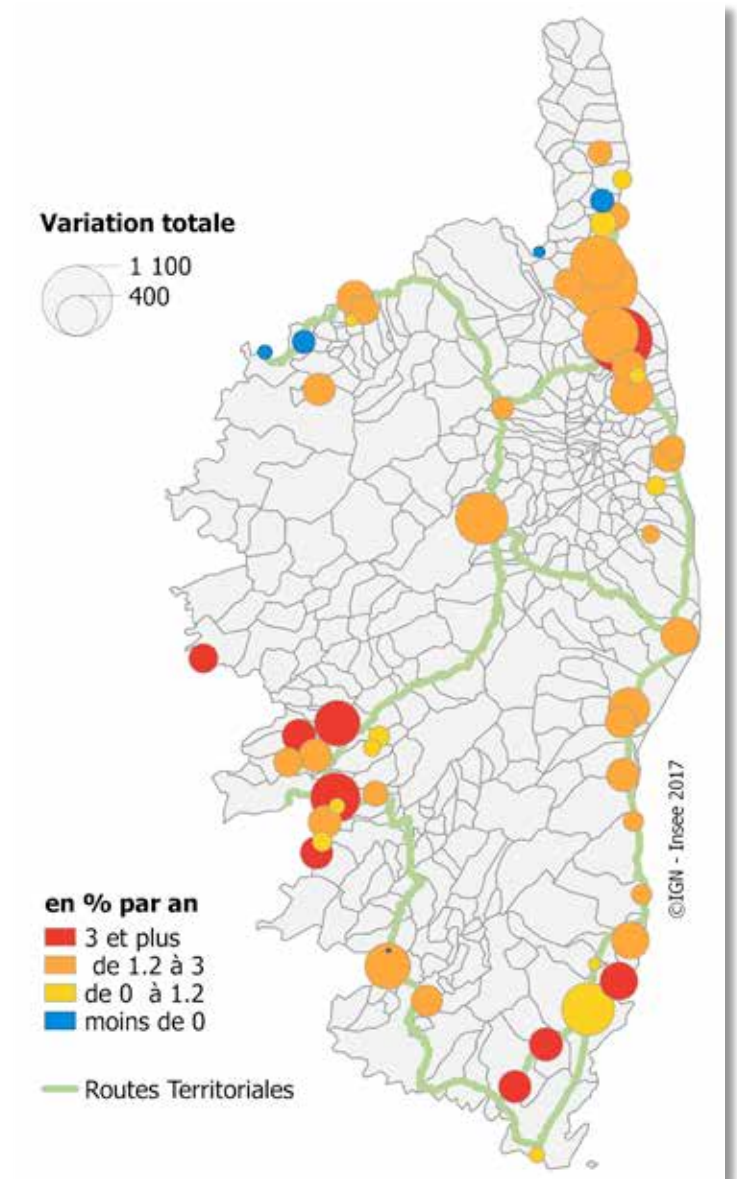 Variation totale
1 100
400
©IGN - Insee 2017
en % par an
3 et plus
de 1.2 à 3
de 0 à 1.2
moins de 0
Routes Territoriales